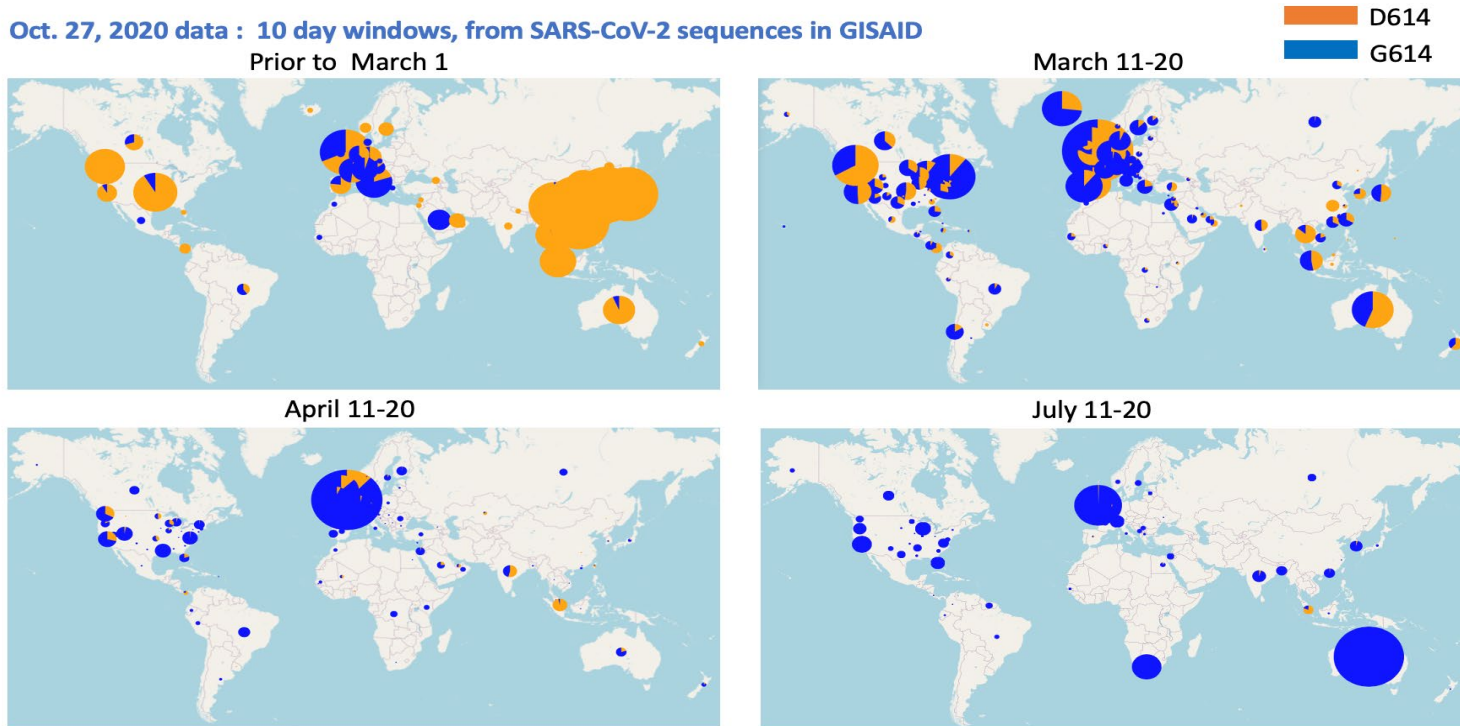 Oct. 27, 2020 data : 10 day windows, from SARS-CoV-2 sequences in GISAID
D614
G614
Prior to March 1
March 11-20
April 11-20
July 11-20